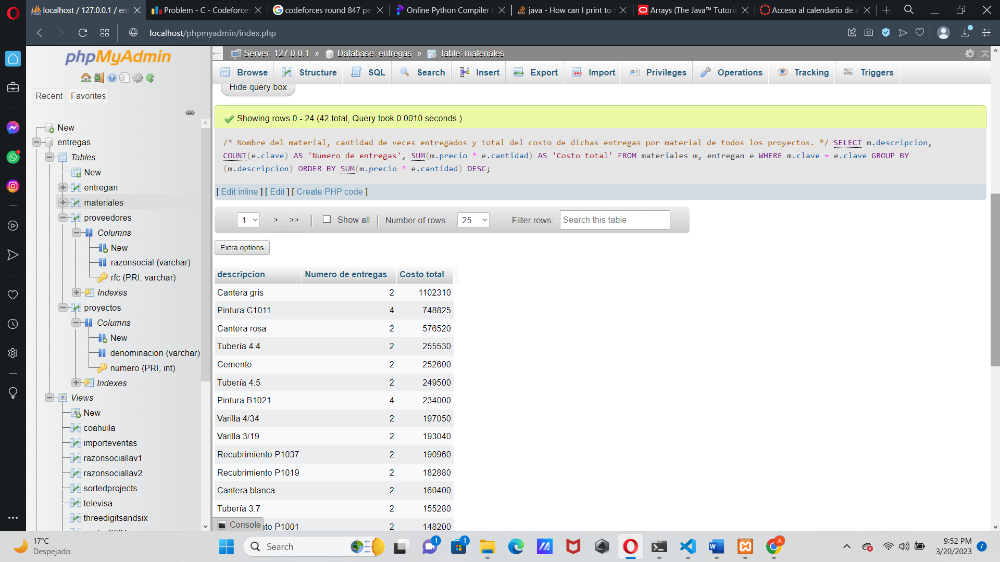 localhost / 127.0.0.1 / en
Problem - C - Codeforces
codeforces round 847 pe
Online Python Compiler (
java - How can I print to
Arrays (The Java™ Tutoria
Acceso al calendario de a
localhost/phpmyadmin/index.php
phpMyAdmin
Recent
Favorites
New
entregas
Tables
New
entregan
materiales
proveedores
Columns
New
razonsocial (varchar)
rfc (PRI, varchar)
Indexes
proyectos
Columns
New
denominacion (varchar)
numero (PRI, int)
Indexes
Views
New
coahuila
importeventas
razonsociallav1
razonsociallav2
sortedprojects
televisa
threedigitsandsix
Server: 127.0.0.1 » Database: entregas » Table: materiales
Browse Structure SQL Search Insert Export Import Privileges Operations Tracking Triggers
Hide query box
Showing rows 0 - 24 (42 total, Query took 0.0010 seconds.)
/* Nombre del material, cantidad de veces entregados y total del costo de dichas entregas por material de todos los proyectos. */ SELECT m.descripcion,
COUNT(e.clave) AS 'Numero de entregas', SUM(m.precio * e.cantidad) AS 'Costo total' FROM materiales m, entregan e WHERE m.clave = e.clave GROUP BY
(m.descripcion) ORDER BY SUM(m.precio * e.cantidad) DESC;
[ Edit inline ] [ Edit ] [ Create PHP code ]
1 > >> | Show all | Number of rows: 25 Filter rows: Search this table
Extra options
descripcion Numero de entregas Costo total
Cantera gris 2 1102310
Pintura C1011 4 748825
Cantera rosa 2 576520
Tubería 4.4 2 255530
Cemento 2 252600
Tubería 4.5 2 249500
Pintura B1021 4 234000
Varilla 4/34 2 197050
Varilla 3/19 2 193040
Recubrimiento P1037 2 190960
Recubrimiento P1019 2 182880
Cantera blanca 2 160400
Tubería 3.7 2 155280
Console
to P1001 2 148200
17°C
Despejado
Search
1
1
A
9:52 PM
3/20/2023
7